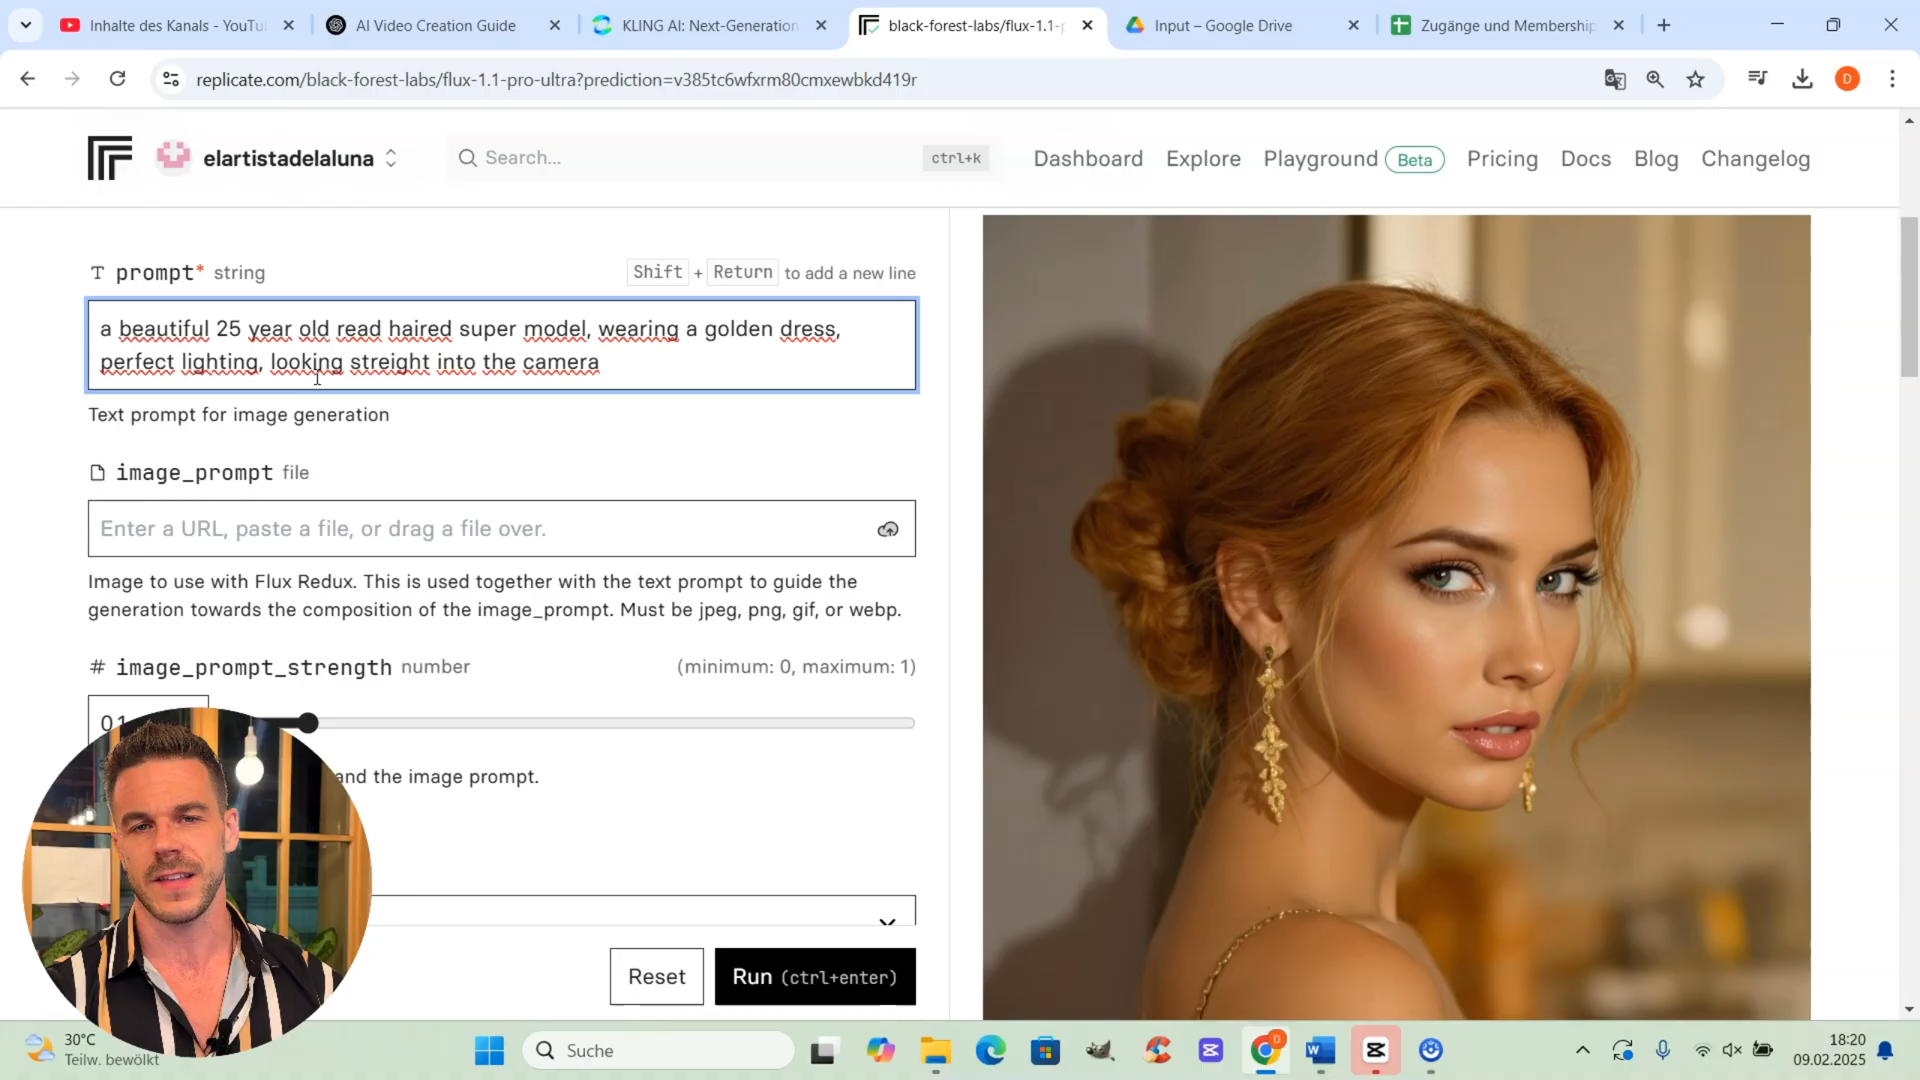 Inhalte des Kanals - YouTu
AI Video Creation Guide
KLING AI: Next-Generation
black-forest-labs/flux-1.1-p
Input – Google Drive
Zugänge und Membership
replicate.com/black-forest-labs/flux-1.1-pro-ultra?prediction=v385tc6wfxrm80cmxewbkd419r
D
elartistadelaluna
Search...
ctrl+k
Dashboard
Explore
Playground Beta
Pricing
Docs
Blog
Changelog
T prompt* string
Shift + Return to add a new line
a beautiful 25 year old read haired super model, wearing a golden dress,
perfect lighting, looking streight into the camera
Text prompt for image generation
image_prompt file
Enter a URL, paste a file, or drag a file over.
Image to use with Flux Redux. This is used together with the text prompt to guide the
generation towards the composition of the image_prompt. Must be jpeg, png, gif, or webp.
# image_prompt_strength number
(minimum: 0, maximum: 1)
and the image prompt.
Reset
Run (ctrl+enter)
30°C
Teilw. bewölkt
Suche
18:20
09.02.2025